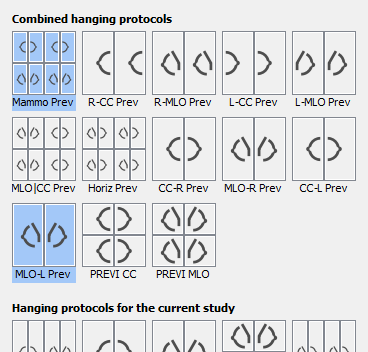 Combined hanging protocols
Mammo Prev R-CC Prev R-MLO Prev L-CC Prev L-MLO Prev
MLO|CC Prev Horiz Prev CC-R Prev MLO-R Prev CC-L Prev
MLO-L Prev PREVI CC PREVI MLO
Hanging protocols for the current study